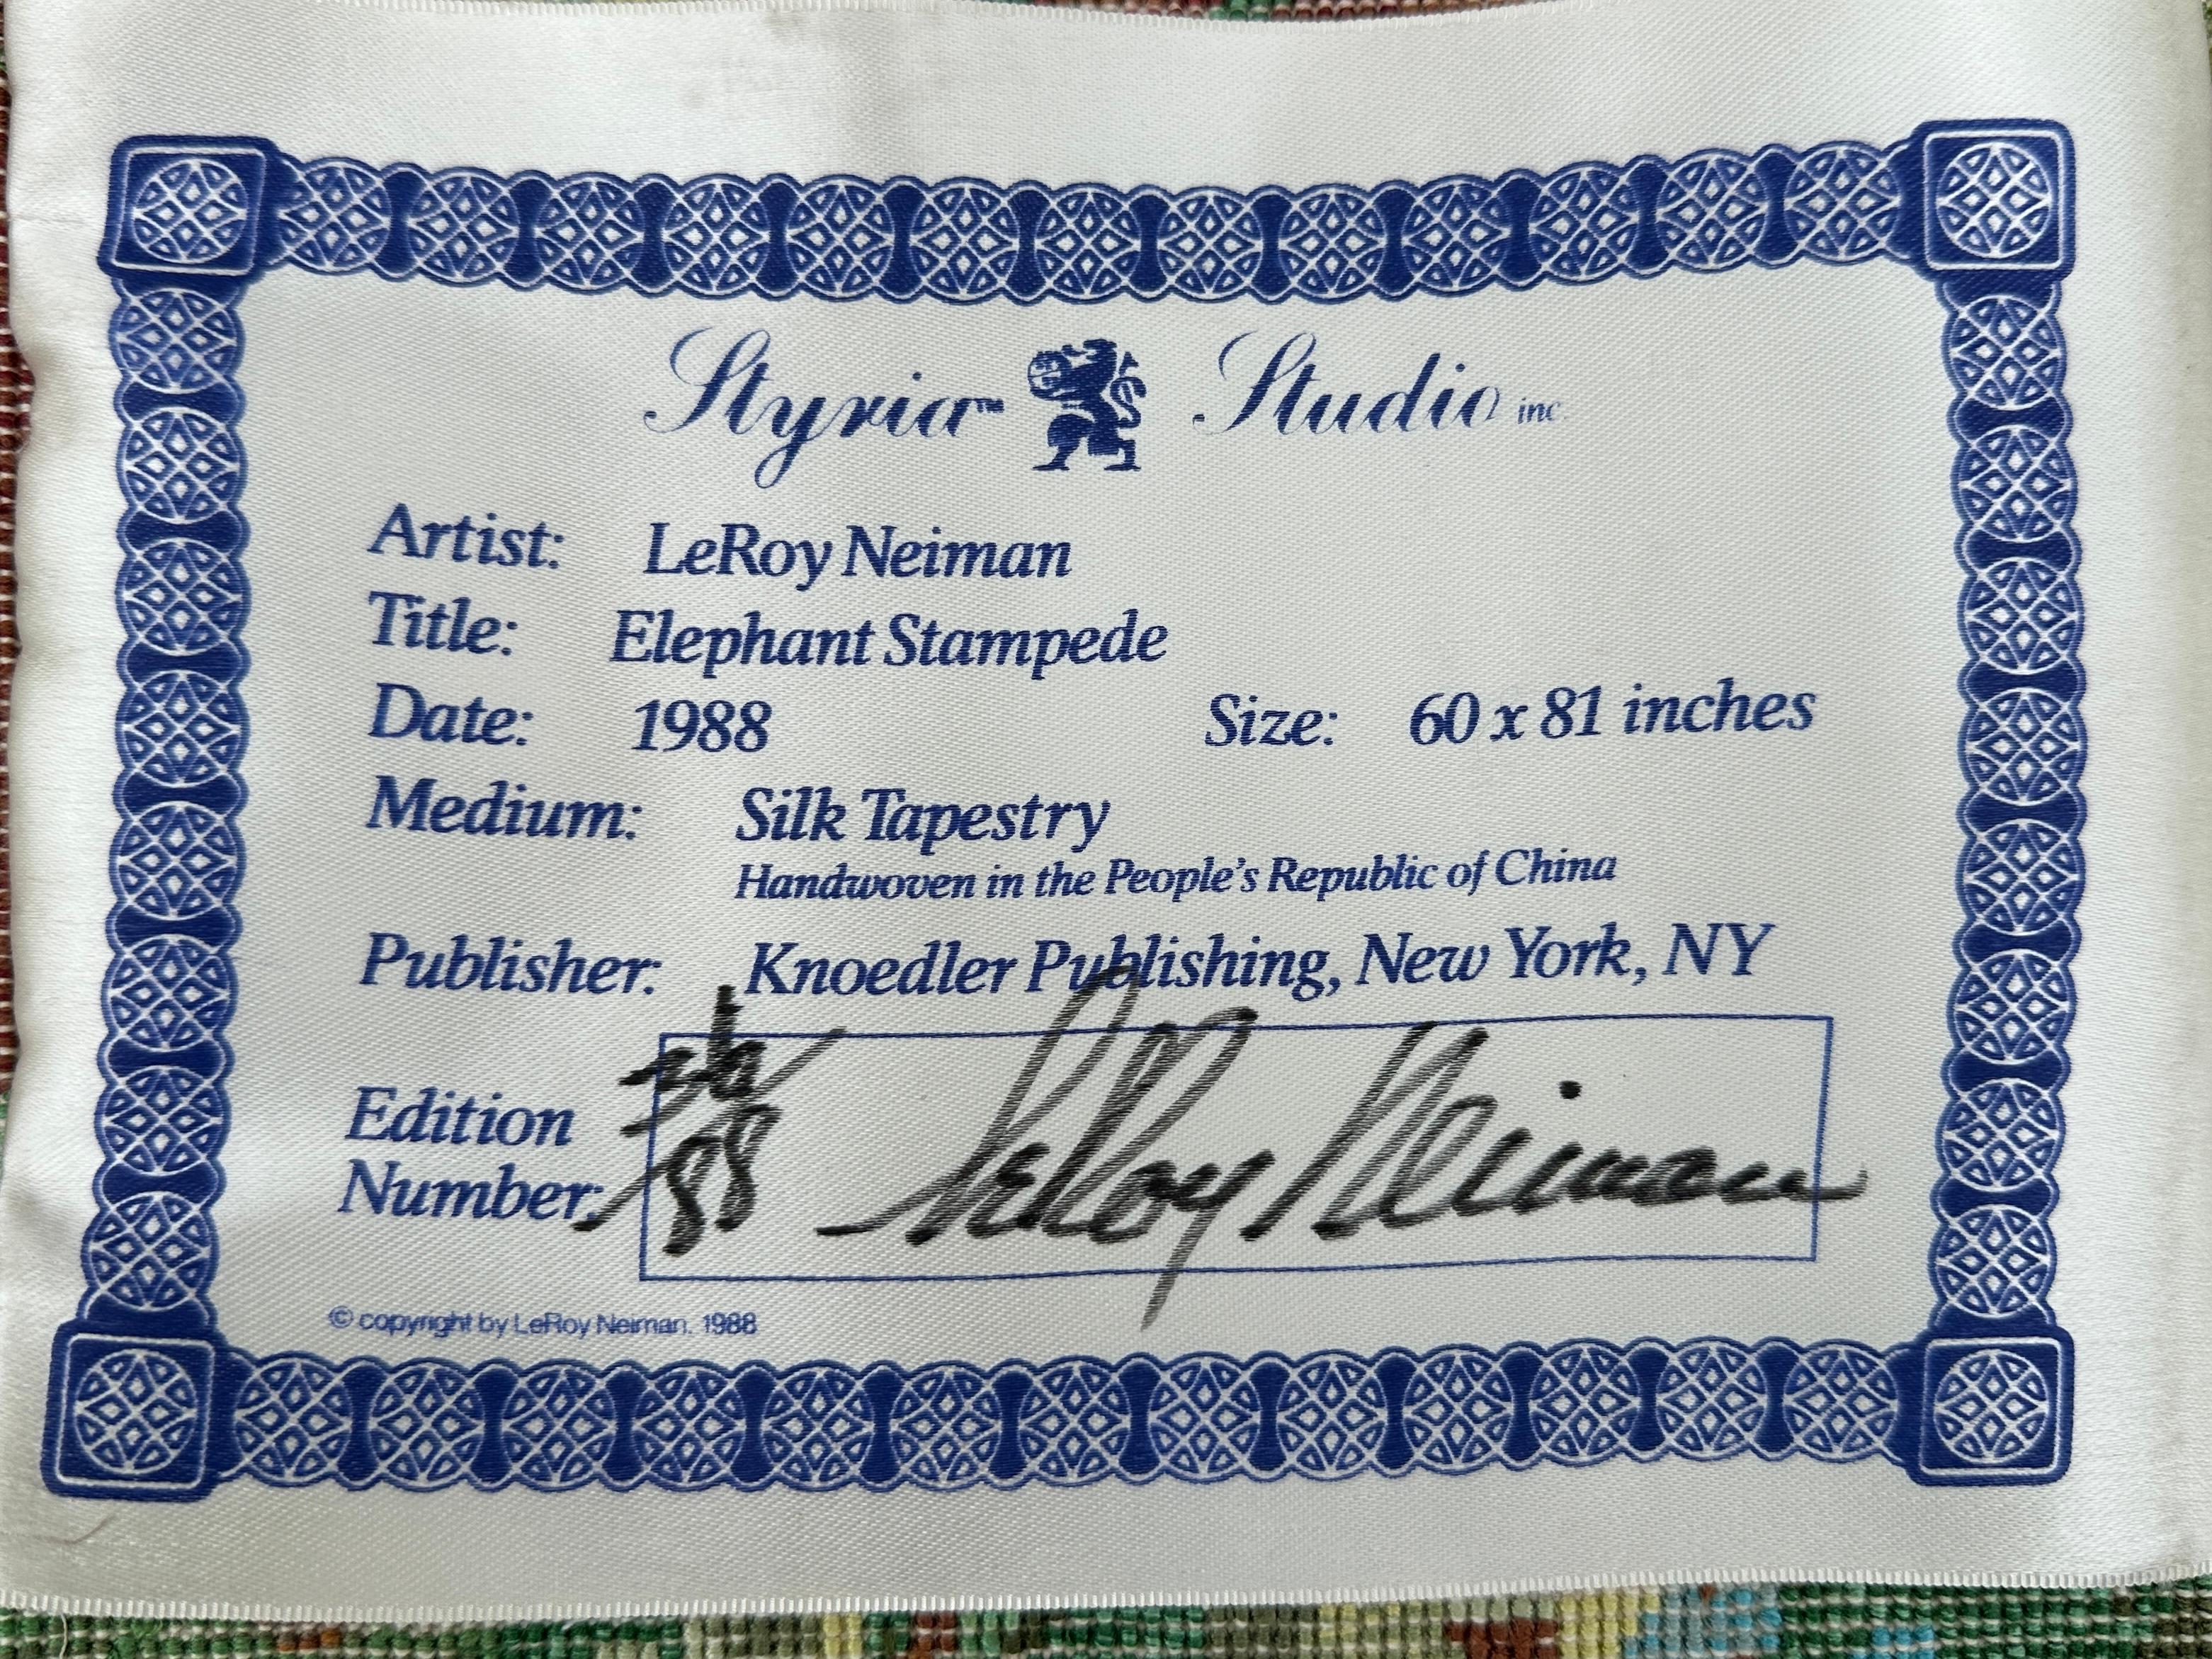 Styria™ Studio inc.
Artist: LeRoy Neiman
Title: Elephant Stampede
Date: 1988 Size: 60 x 81 inches
Medium: Silk Tapestry
Handwoven in the People's Republic of China
Publisher: Knoedler Publishing, New York, NY
Edition
Number:
88 LeRoy Neiman
© copyright by LeRoy Neiman, 1988